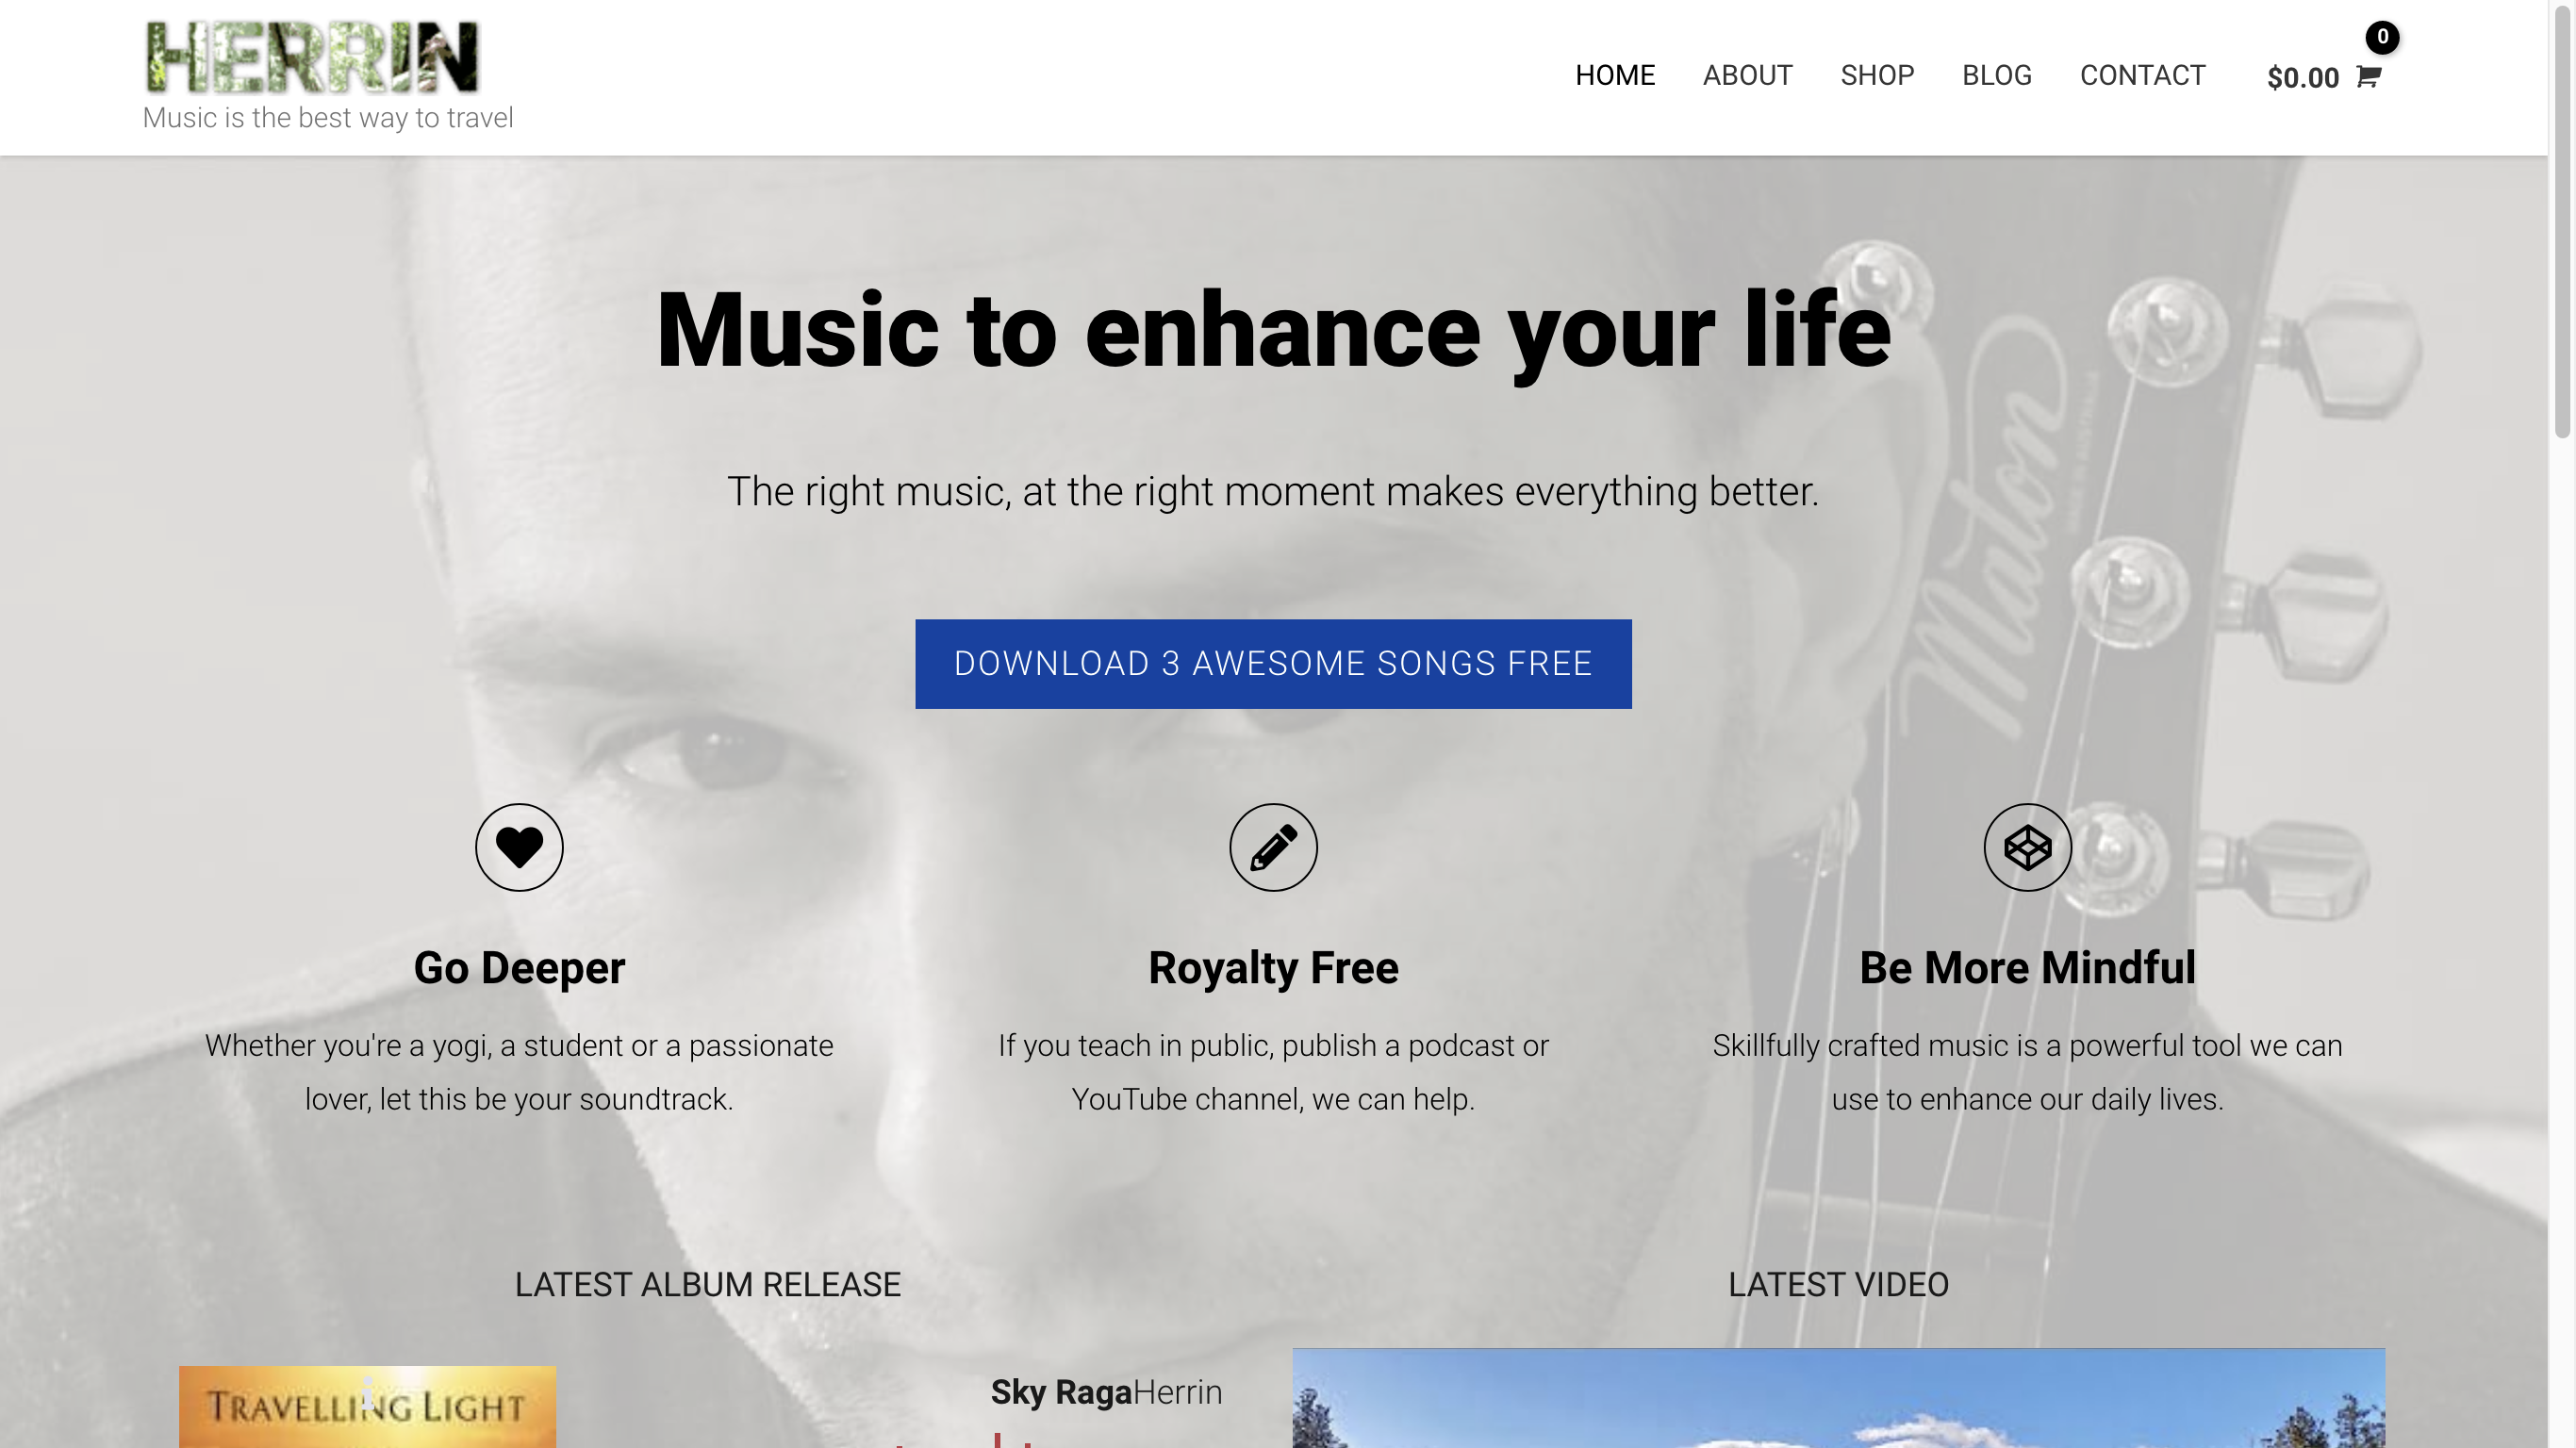 HERRIN
Music is the best way to travel
HOME ABOUT SHOP BLOG CONTACT $0.00 0
Music to enhance your life
The right music, at the right moment makes everything better.
Maton
DOWNLOAD 3 AWESOME SONGS FREE
Go Deeper
Whether you're a yogi, a student or a passionate
lover, let this be your soundtrack.
Royalty Free
If you teach in public, publish a podcast or
YouTube channel, we can help.
Be More Mindful
Skillfully crafted music is a powerful tool we can
use to enhance our daily lives.
LATEST ALBUM RELEASE
TRAVELLING LIGHT
Sky RagaHerrin
LATEST VIDEO